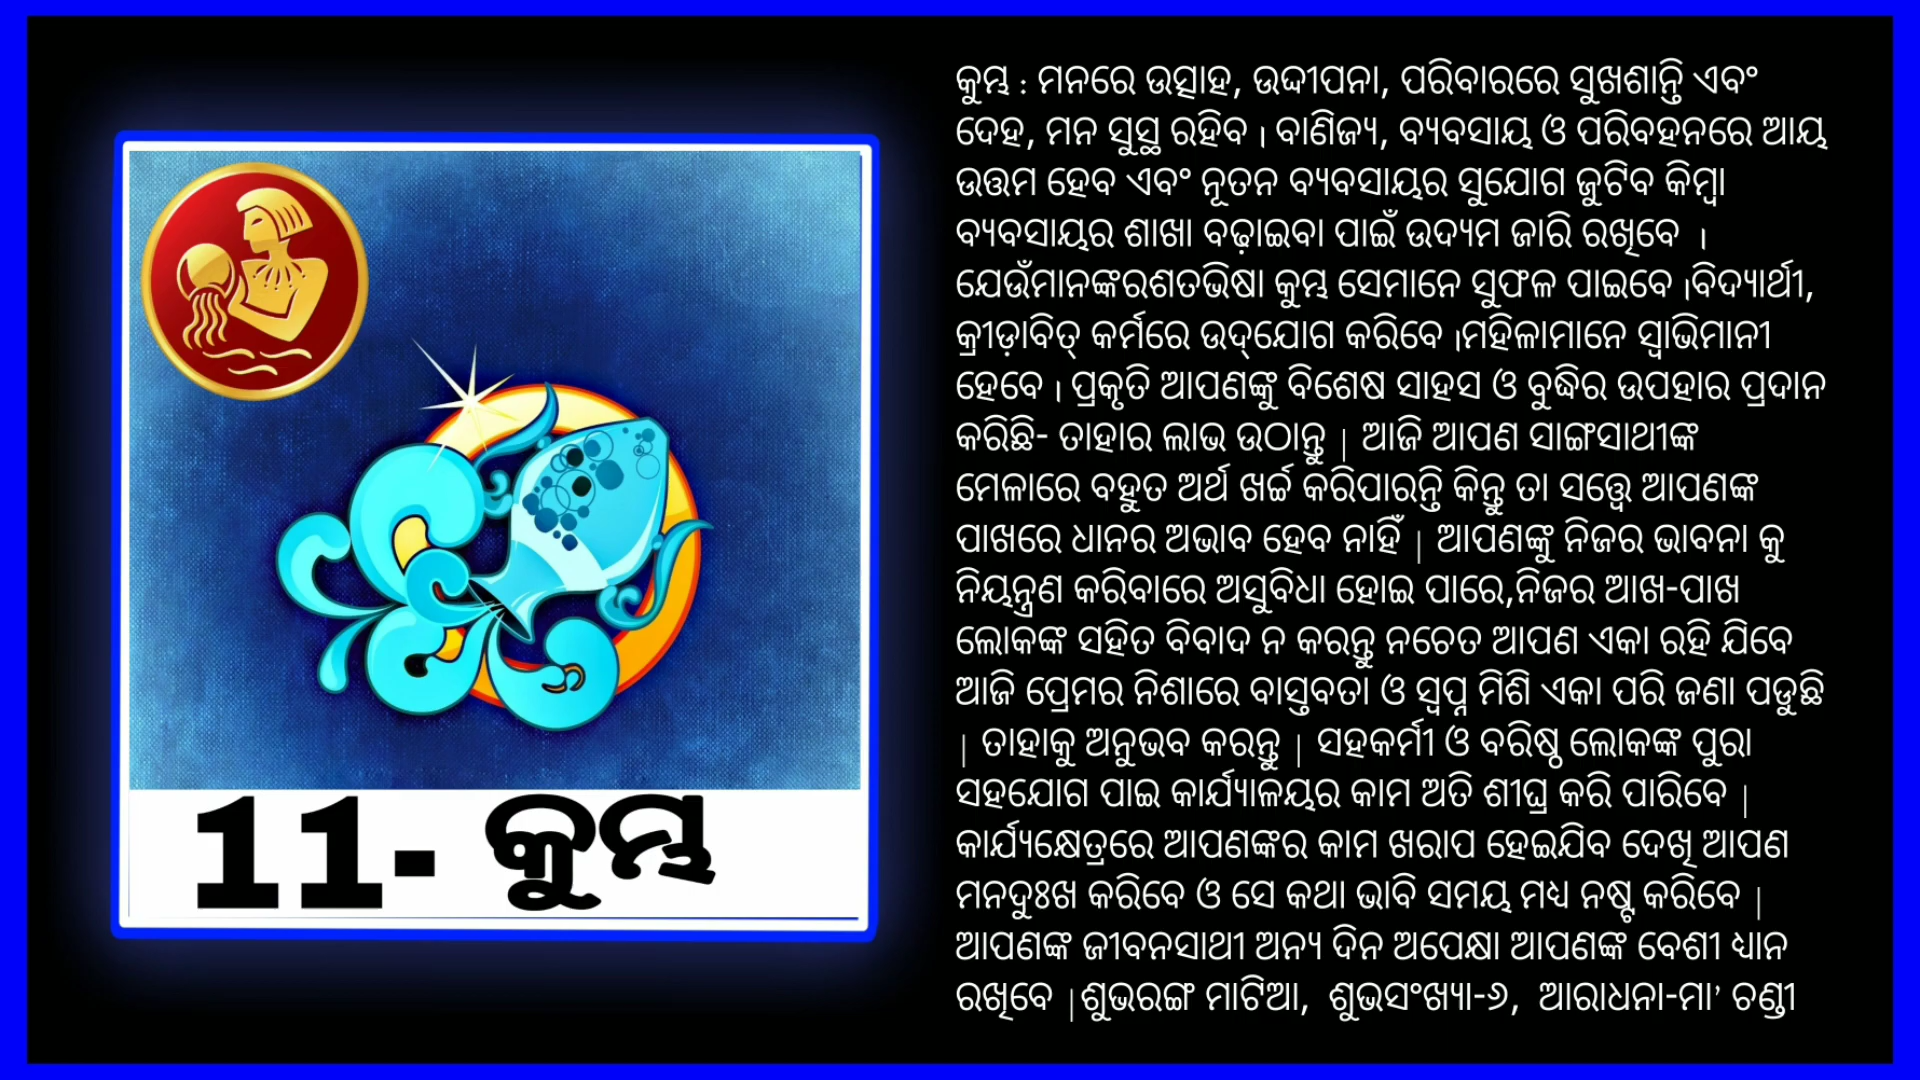 11- କୁମ୍ଭ
କୁମ୍ଭ : ମନରେ ଉତ୍ସାହ, ଉଦ୍ଦୀପନା, ପରିବାରରେ ସୁଖଶାନ୍ତି ଏବଂ
ଦେହ, ମନ ସୁସ୍ଥ ରହିବ । ବାଣିଜ୍ୟ, ବ୍ୟବସାୟ ଓ ପରିବହନରେ ଆୟ
ଉତ୍ତମ ହେବ ଏବଂ ନୂତନ ବ୍ୟବସାୟର ସୁଯୋଗ ଜୁଟିବ କିମ୍ବା
ବ୍ୟବସାୟର ଶାଖା ବଢ଼ାଇବା ପାଇଁ ଉଦ୍ୟମ ଜାରି ରଖିବେ ।
ଯେଉଁମାନଙ୍କରଶତଭିଷା କୁମ୍ଭ ସେମାନେ ସୁଫଳ ପାଇବେ ।ବିଦ୍ୟାର୍ଥୀ,
କ୍ରୀଡ଼ାବିତ୍ କର୍ମରେ ଉଦ୍‌ଯୋଗ କରିବେ ।ମହିଳାମାନେ ସ୍ୱାଭିମାନୀ
ହେବେ । ପ୍ରକୃତି ଆପଣଙ୍କୁ ବିଶେଷ ସାହସ ଓ ବୁଦ୍ଧିର ଉପହାର ପ୍ରଦାନ
କରିଛି- ତାହାର ଲାଭ ଉଠାନ୍ତୁ | ଆଜି ଆପଣ ସାଙ୍ଗସାଥୀଙ୍କ
ମେଳାରେ ବହୁତ ଅର୍ଥ ଖର୍ଚ୍ଚ କରିପାରନ୍ତି କିନ୍ତୁ ତା ସତ୍ତ୍ୱେ ଆପଣଙ୍କ
ପାଖରେ ଧାନର ଅଭାବ ହେବ ନାହିଁ | ଆପଣଙ୍କୁ ନିଜର ଭାବନା କୁ
ନିୟନ୍ତ୍ରଣ କରିବାରେ ଅସୁବିଧା ହୋଇ ପାରେ,ନିଜର ଆଖ-ପାଖ
ଲୋକଙ୍କ ସହିତ ବିବାଦ ନ କରନ୍ତୁ ନଚେତ ଆପଣ ଏକା ରହି ଯିବେ
ଆଜି ପ୍ରେମର ନିଶାରେ ବାସ୍ତବତା ଓ ସ୍ୱପ୍ନ ମିଶି ଏକା ପରି ଜଣା ପଡୁଛି
| ତାହାକୁ ଅନୁଭବ କରନ୍ତୁ | ସହକର୍ମୀ ଓ ବରିଷ୍ଠ ଲୋକଙ୍କ ପୁରା
ସହଯୋଗ ପାଇ କାର୍ଯ୍ୟାଳୟର କାମ ଅତି ଶୀଘ୍ର କରି ପାରିବେ |
କାର୍ଯ୍ୟକ୍ଷେତ୍ରରେ ଆପଣଙ୍କର କାମ ଖରାପ ହେଇଯିବ ଦେଖି ଆପଣ
ମନଦୁଃଖ କରିବେ ଓ ସେ କଥା ଭାବି ସମୟ ମଧ୍ୟ ନଷ୍ଟ କରିବେ |
ଆପଣଙ୍କ ଜୀବନସାଥୀ ଅନ୍ୟ ଦିନ ଅପେକ୍ଷା ଆପଣଙ୍କ ବେଶୀ ଧ୍ୟାନ
ରଖିବେ |ଶୁଭରଙ୍ଗ ମାଟିଆ, ଶୁଭସଂଖ୍ୟା-୬, ଆରାଧନା-ମା' ଚଣ୍ଡୀ